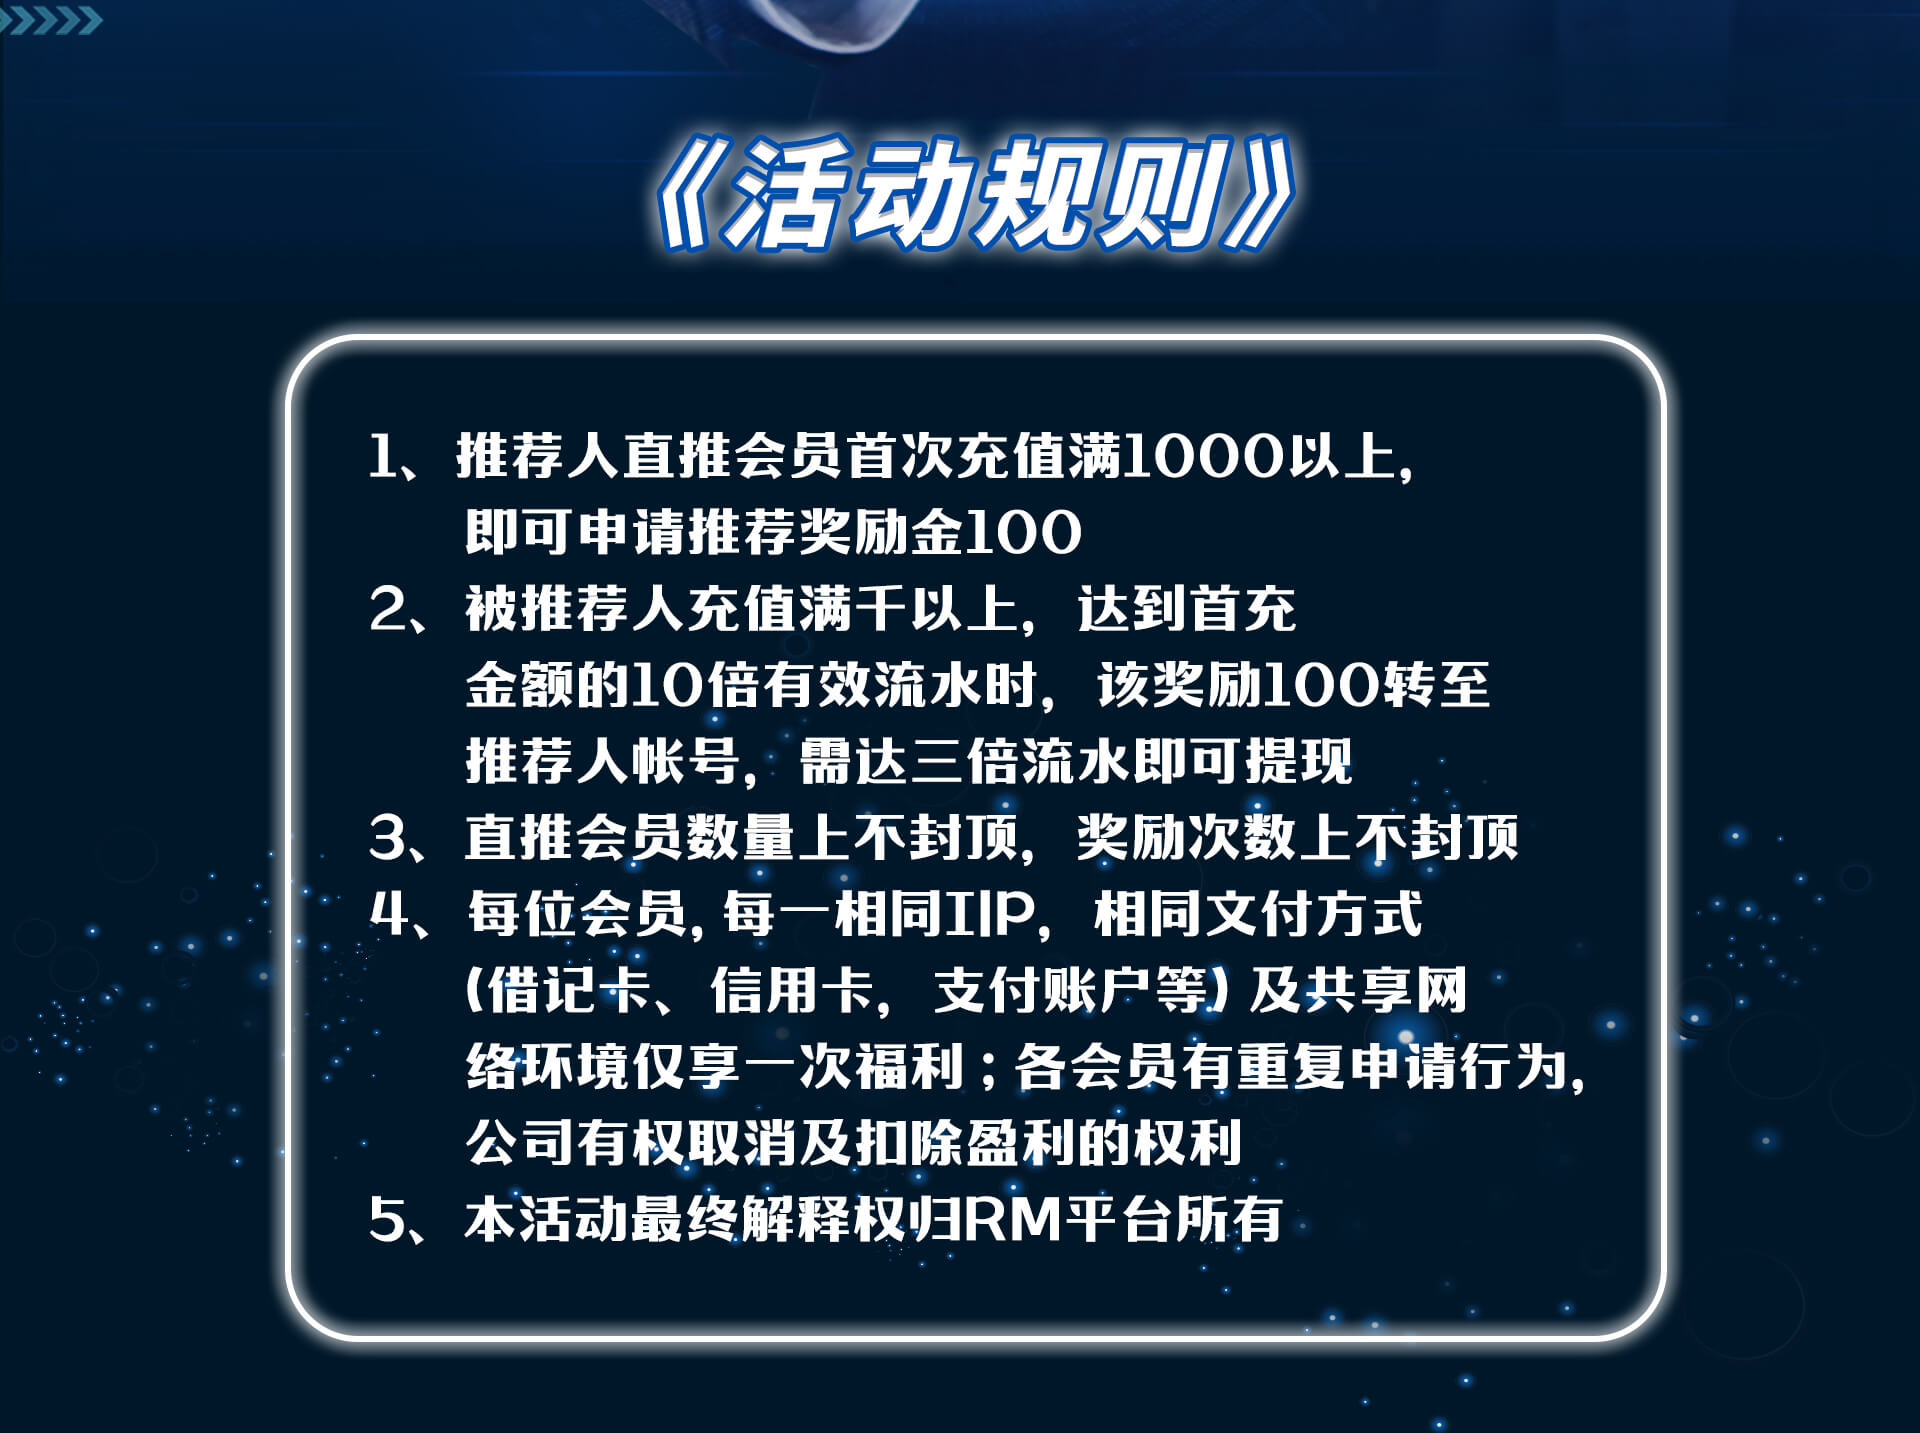 《活动规则》
1、推荐人直推会员首次充值满1000以上，
即可申请推荐奖励金100
2、被推荐人充值满千以上，达到首充
金额的10倍有效流水时，该奖励100转至
推荐人帐号，需达三倍流水即可提现
3、直推会员数量上不封顶，奖励次数上不封顶
4、每位会员，每一相同IIP，相同文付方式
(借记卡、信用卡，支付账户等) 及共享网
络环境仅享一次福利；各会员有重复申请行为，
公司有权取消及扣除盈利的权利
5、本活动最终解释权归RM平台所有